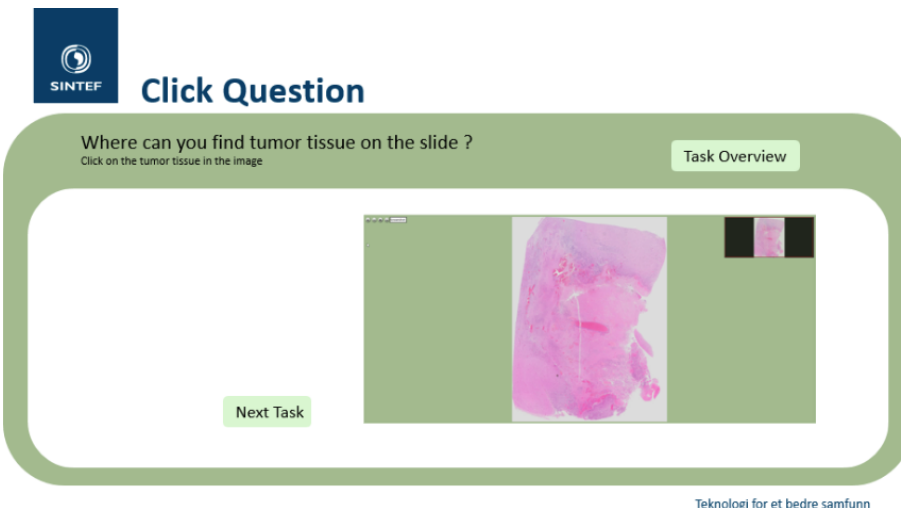 SINTEF
Click Question
Where can you find tumor tissue on the slide ?
Click on the tumor tissue in the image
Task Overview
Next Task
Teknologi for et bedre samfunn